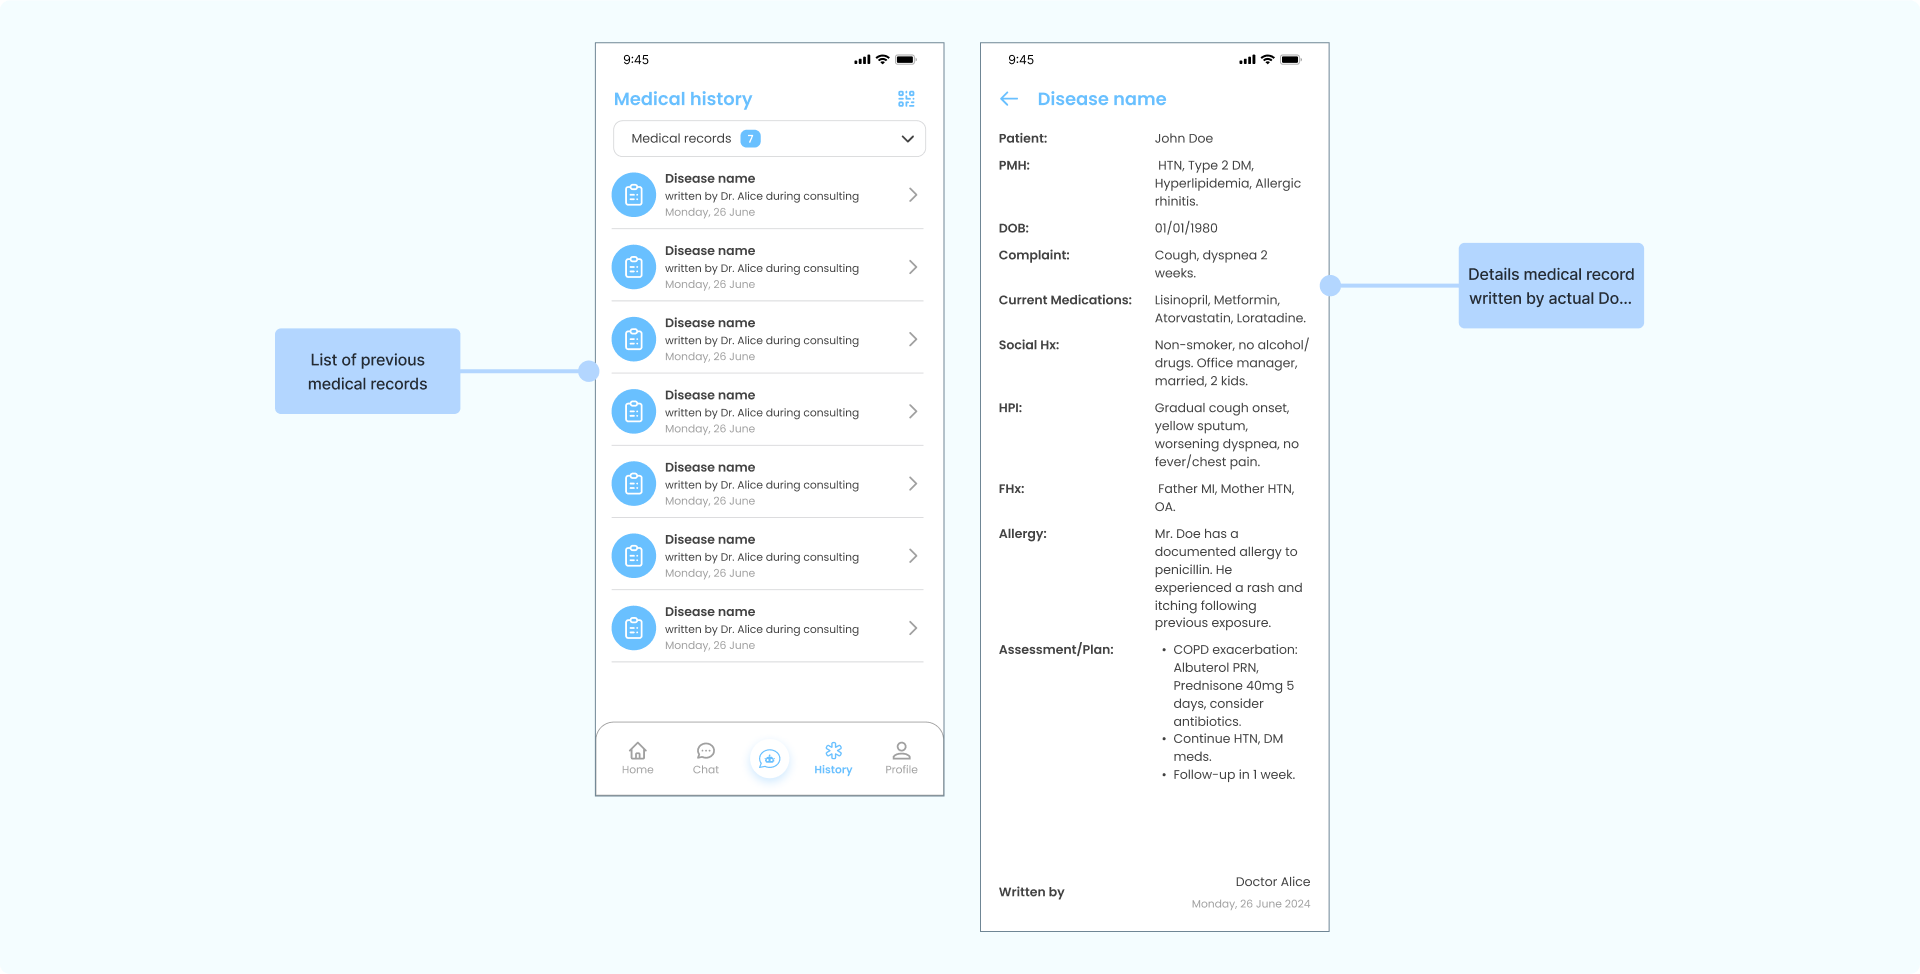 List of previous
medical records
9:45
Medical history
Medical records 7
Disease name
written by Dr. Alice during consulting
Monday, 26 June
Disease name
written by Dr. Alice during consulting
Monday, 26 June
Disease name
written by Dr. Alice during consulting
Monday, 26 June
Disease name
written by Dr. Alice during consulting
Monday, 26 June
Disease name
written by Dr. Alice during consulting
Monday, 26 June
Disease name
written by Dr. Alice during consulting
Monday, 26 June
Disease name
written by Dr. Alice during consulting
Monday, 26 June
Home Chat History Profile
9:45
Disease name
Patient: John Doe
PMH: HTN, Type 2 DM,
Hyperlipidemia, Allergic
rhinitis.
DOB: 01/01/1980
Complaint: Cough, dyspnea 2
weeks.
Current Medications: Lisinopril, Metformin,
Atorvastatin, Loratadine.
Social Hx: Non-smoker, no alcohol/
drugs. Office manager,
married, 2 kids.
HPI: Gradual cough onset,
yellow sputum,
worsening dyspnea, no
fever/chest pain.
FHx: Father MI, Mother HTN,
OA.
Allergy: Mr. Doe has a
documented allergy to
penicillin. He
experienced a rash and
itching following
previous exposure.
Assessment/Plan: • COPD exacerbation:
Albuterol PRN,
Prednisone 40mg 5
days, consider
antibiotics.
• Continue HTN, DM
meds.
• Follow-up in 1 week.
Written by Doctor Alice
Monday, 26 June 2024
Details medical record
written by actual Do...